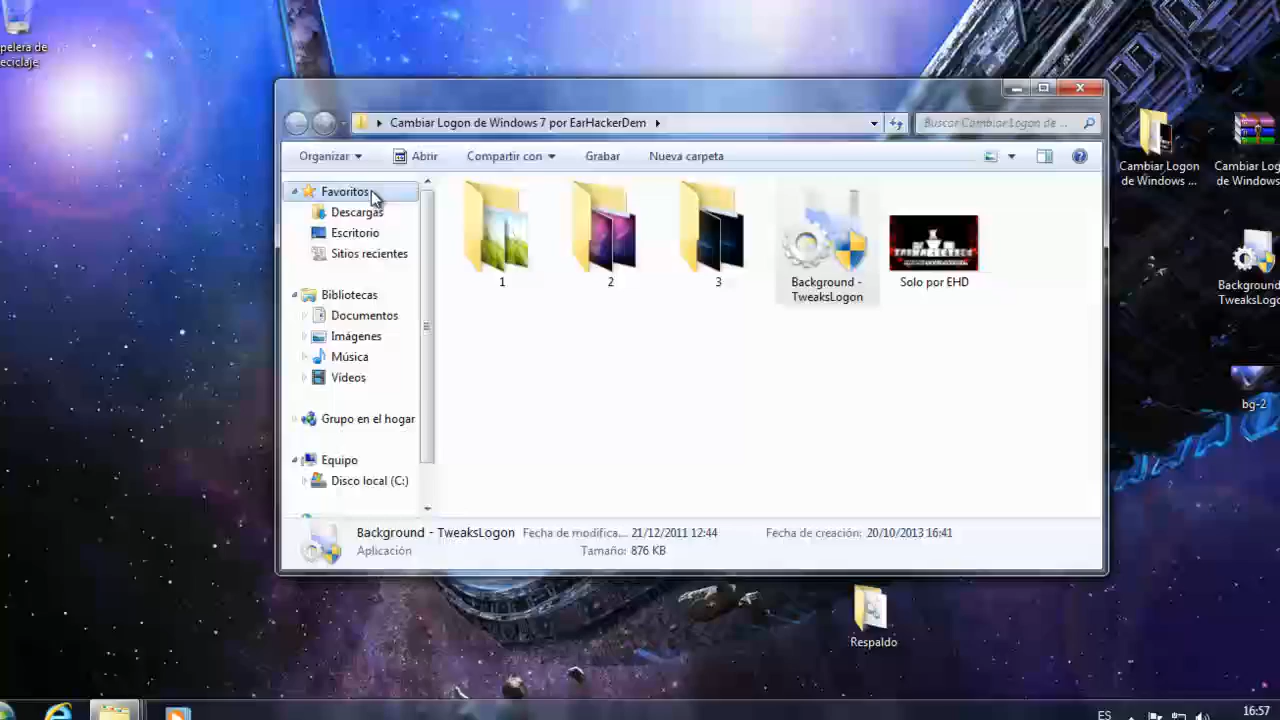 pelera de
eciclaje
Cambiar Logon de Windows 7 por EarHackerDem
Buscar Cambiar Logon de ...
Organizar
Abrir
Compartir con
Grabar
Nueva carpeta
Favoritos
Descargas
Escritorio
Sitios recientes
Bibliotecas
Documentos
Imágenes
Música
Vídeos
Grupo en el hogar
Equipo
Disco local (C:)
1
2
3
Background -
TweaksLogon
Solo por EHD
Background - TweaksLogon
Fecha de modifica... 21/12/2011 12:44
Fecha de creación: 20/10/2013 16:41
Aplicación
Tamaño: 876 KB
Cambiar Logon
de Windows ...
Cambiar Logon
de Windows
Background
TweaksLogo
bg-2
Respaldo
ES
16:57